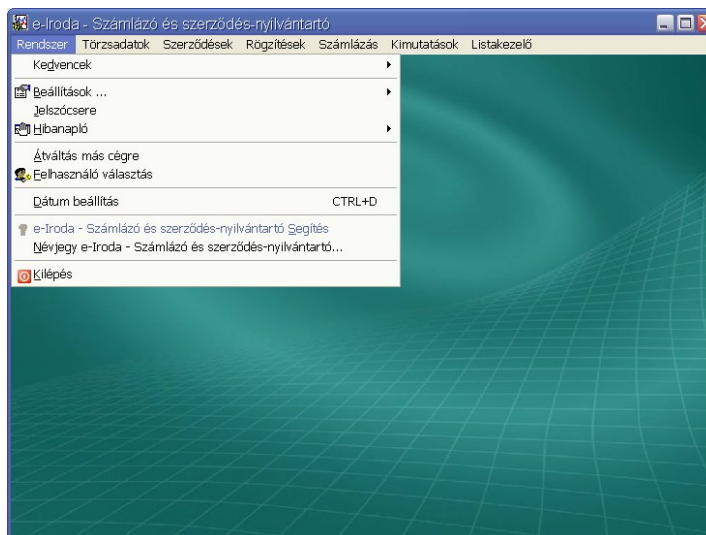 e-Iroda - Számlázó és szerződés-nyilvántartó
Rendszer Törzsadatok Szerződések Rögzítések Számlázás Kimutatások Listakezelő
Kedvencek
Beállítások ...
Jelszócsere
Hibanapló
Átváltás más cégre
Felhasználó választás
Dátum beállítás CTRL+D
e-Iroda - Számlázó és szerződés-nyilvántartó Segítés
Névjegy e-Iroda - Számlázó és szerződés-nyilvántartó...
Kilépés